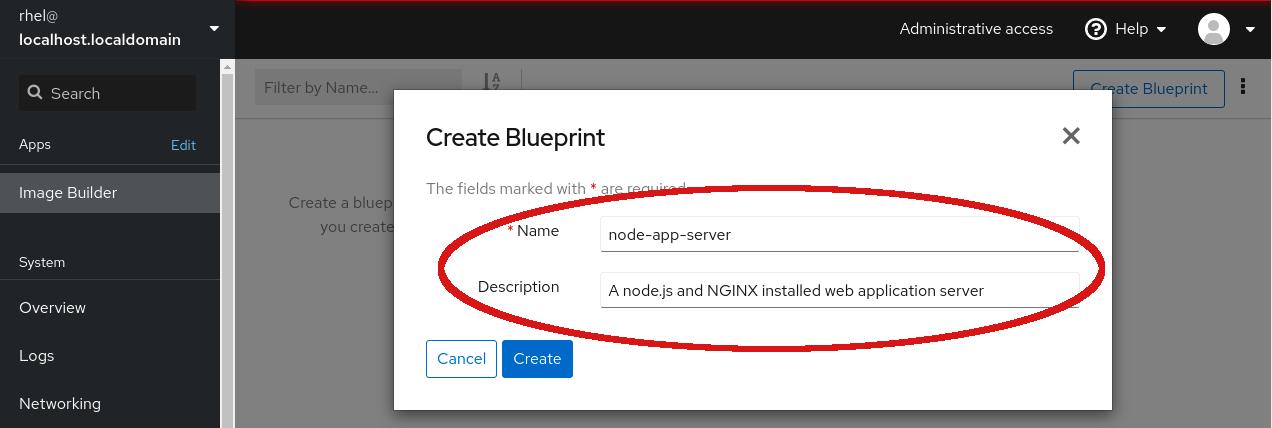 rhel@
localhost.localdomain
Administrative access
Help
Search
Filter by Name...
A
Z
Create Blueprint
Apps
Edit
Create Blueprint
The fields marked with * are required
Image Builder
Create a bluep
you create
* Name
node-app-server
System
Description
A node.js and NGINX installed web application server
Overview
Logs
Cancel
Create
Networking